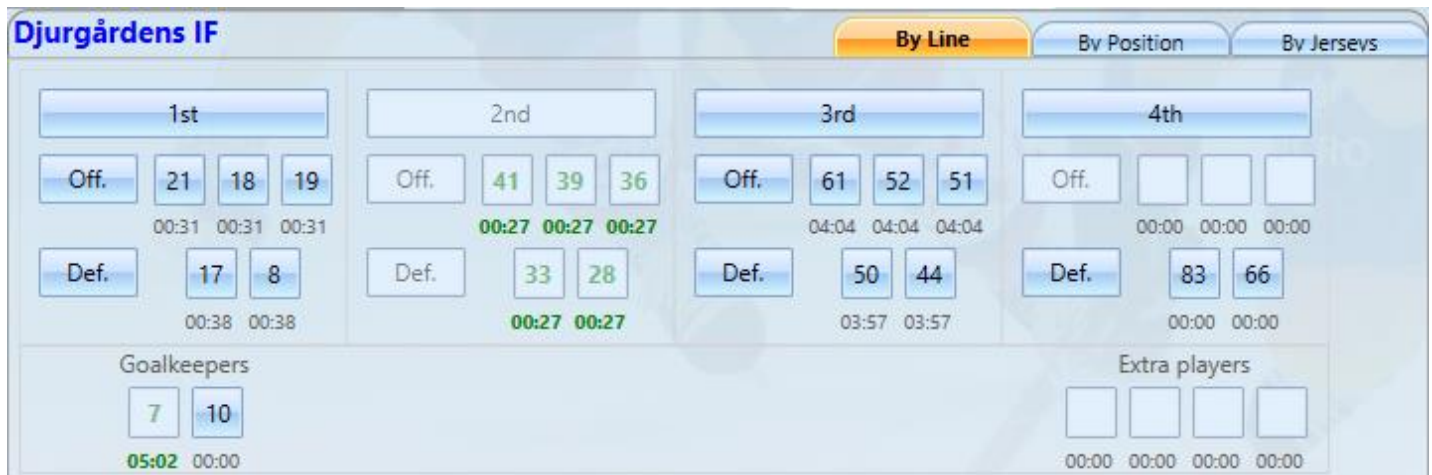 Djurgårdens IF By Line By Position By Jerseys
1st 2nd 3rd 4th
Off. 21 18 19 Off. 41 39 36 Off. 61 52 51 Off.
00:31 00:31 00:31 00:27 00:27 00:27 04:04 04:04 04:04 00:00 00:00 00:00
Def. 17 8 Def. 33 28 Def. 50 44 Def. 83 66
00:38 00:38 00:27 00:27 03:57 03:57 00:00 00:00
Goalkeepers Extra players
7 10
05:02 00:00 00:00 00:00 00:00 00:00